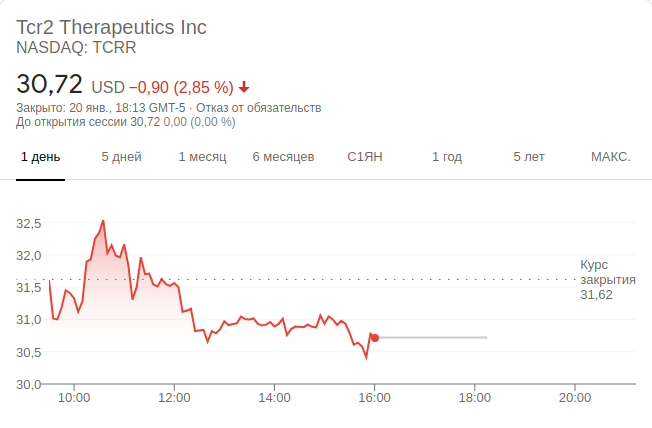 Tcr2 Therapeutics Inc
NASDAQ: TCRR
30,72 USD −0,90 (2,85 %)
Закрыто: 20 янв., 18:13 GMT-5 · Отказ от обязательств
До открытия сессии 30,72 0,00 (0,00 %)
1 день 5 дней 1 месяц 6 месяцев С1ЯН 1 год 5 лет МАКС.
32,5
32,0
31,5
31,0
30,5
30,0
Курс
закрытия
31,62
10:00 12:00 14:00 16:00 18:00 20:00